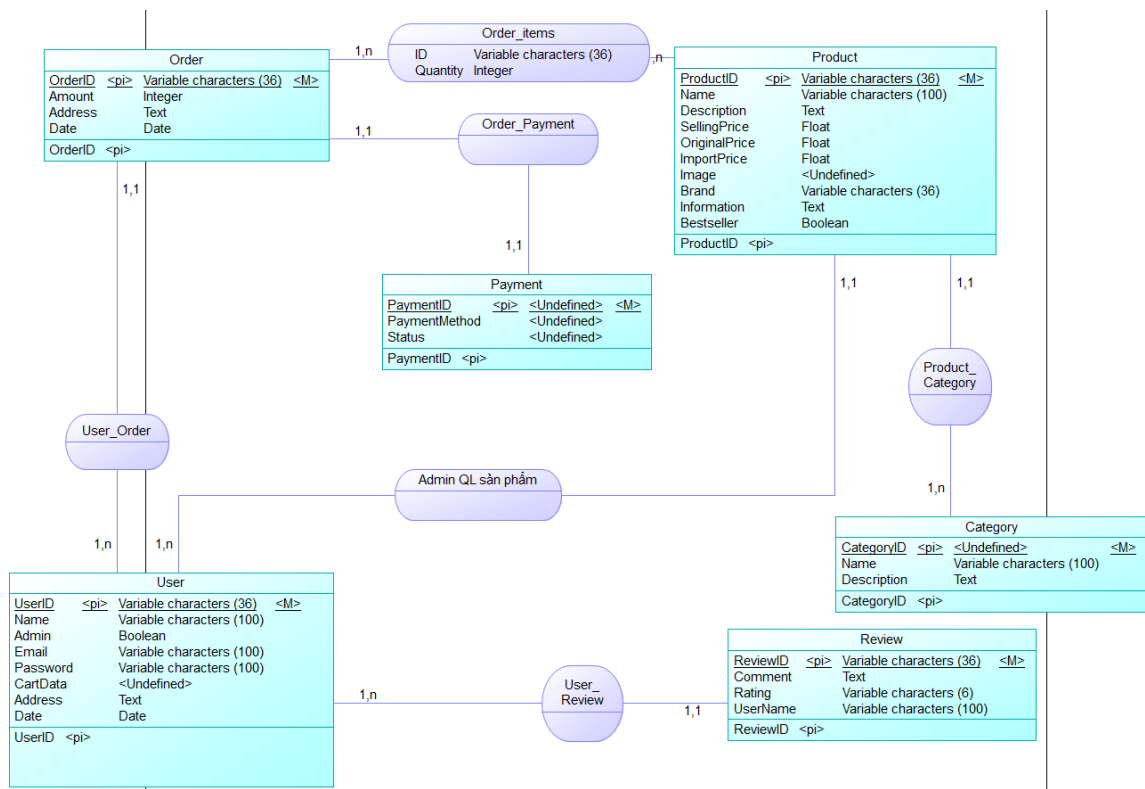 Order_items
ID Variable characters (36)
Quantity Integer
1,n
,n
Order
OrderID <pi> Variable characters (36) <M>
Amount Integer
Address Text
Date Date
OrderID <pi>
Product
ProductID <pi> Variable characters (36) <M>
Name Variable characters (100)
Description Text
SellingPrice Float
OriginalPrice Float
ImportPrice Float
Image <Undefined>
Brand Variable characters (36)
Information Text
Bestseller Boolean
ProductID <pi>
1,1
Order_Payment
1,1
1,1
Payment
PaymentID <pi> <Undefined> <M>
PaymentMethod <Undefined>
Status <Undefined>
PaymentID <pi>
1,1
1,1
Product_
Category
User_Order
Admin QL sản phẩm
1,n
1,n
1,n
Category
CategoryID <pi> <Undefined> <M>
Name Variable characters (100)
Description Text
CategoryID <pi>
User
UserID <pi> Variable characters (36) <M>
Name Variable characters (100)
Admin Boolean
Email Variable characters (100)
Password Variable characters (100)
CartData <Undefined>
Address Text
Date Date
UserID <pi>
1,n
User_
Review
1,1
Review
ReviewID <pi> Variable characters (36) <M>
Comment Text
Rating Variable characters (6)
UserName Variable characters (100)
ReviewID <pi>